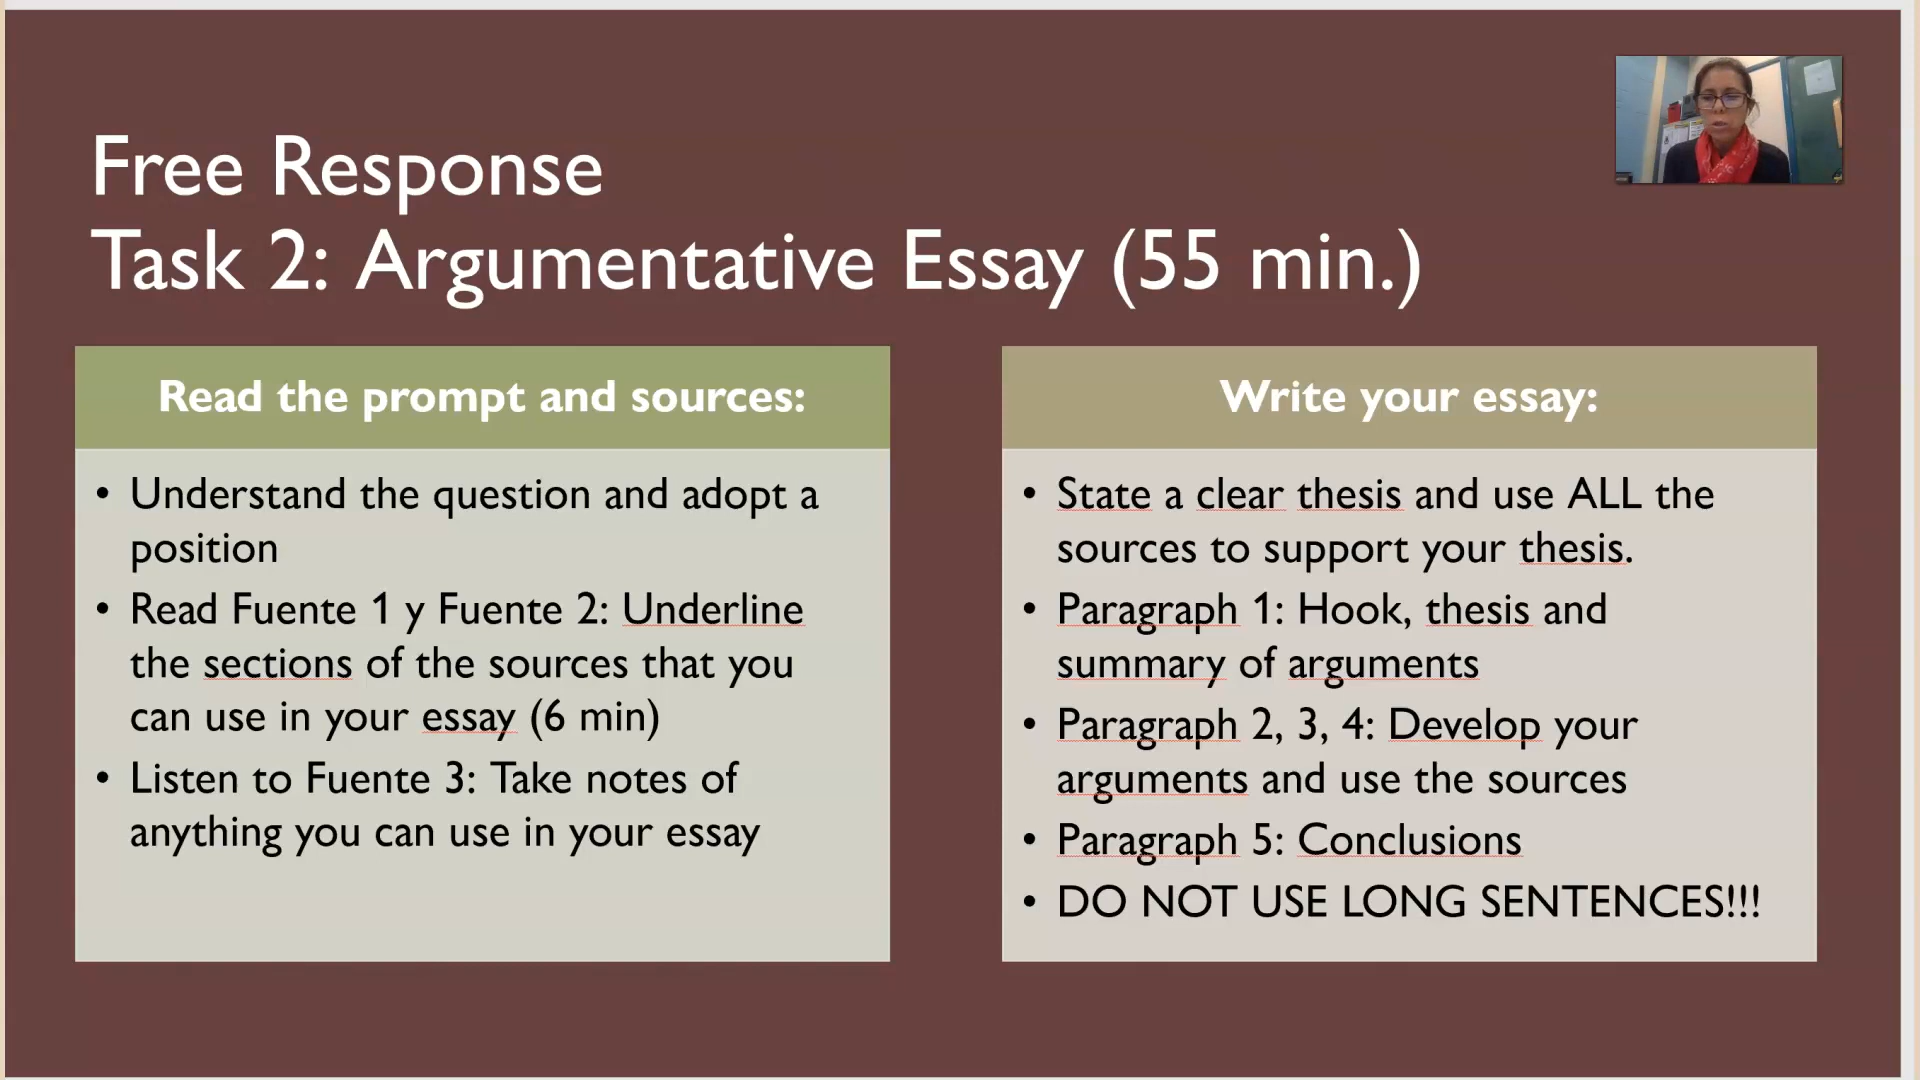 Free Response
Task 2: Argumentative Essay (55 min.)
Read the prompt and sources:
• Understand the question and adopt a
position
• Read Fuente 1 y Fuente 2: Underline
the sections of the sources that you
can use in your essay (6 min)
• Listen to Fuente 3: Take notes of
anything you can use in your essay
Write your essay:
• State a clear thesis and use ALL the
sources to support your thesis.
• Paragraph 1: Hook, thesis and
summary of arguments
• Paragraph 2, 3, 4: Develop your
arguments and use the sources
• Paragraph 5: Conclusions
• DO NOT USE LONG SENTENCES!!!